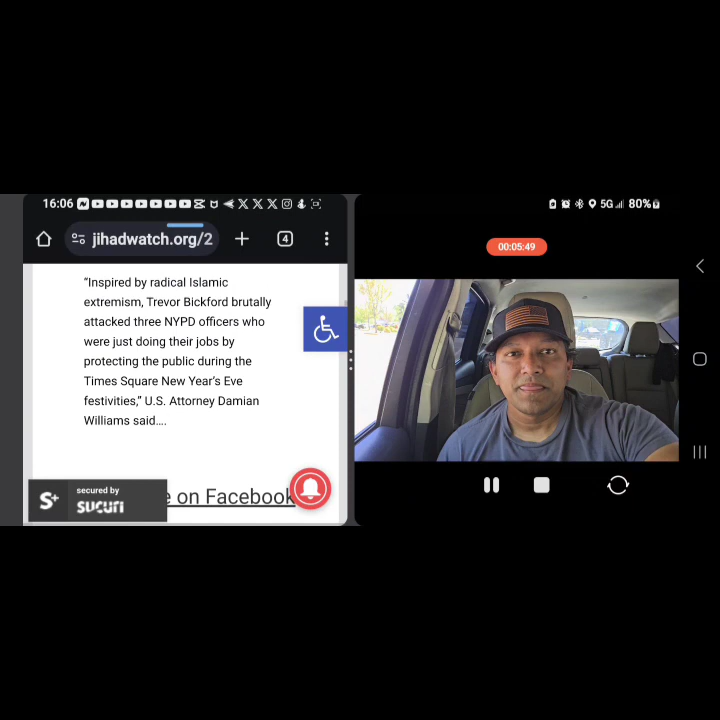 16:06
5G 80%
jihadwatch.org/2
4
00:05:49
“Inspired by radical Islamic
extremism, Trevor Bickford brutally
attacked three NYPD officers who
were just doing their jobs by
protecting the public during the
Times Square New Year’s Eve
festivities,” U.S. Attorney Damian
Williams said....
secured by
S+ sucuri
e on Facebook